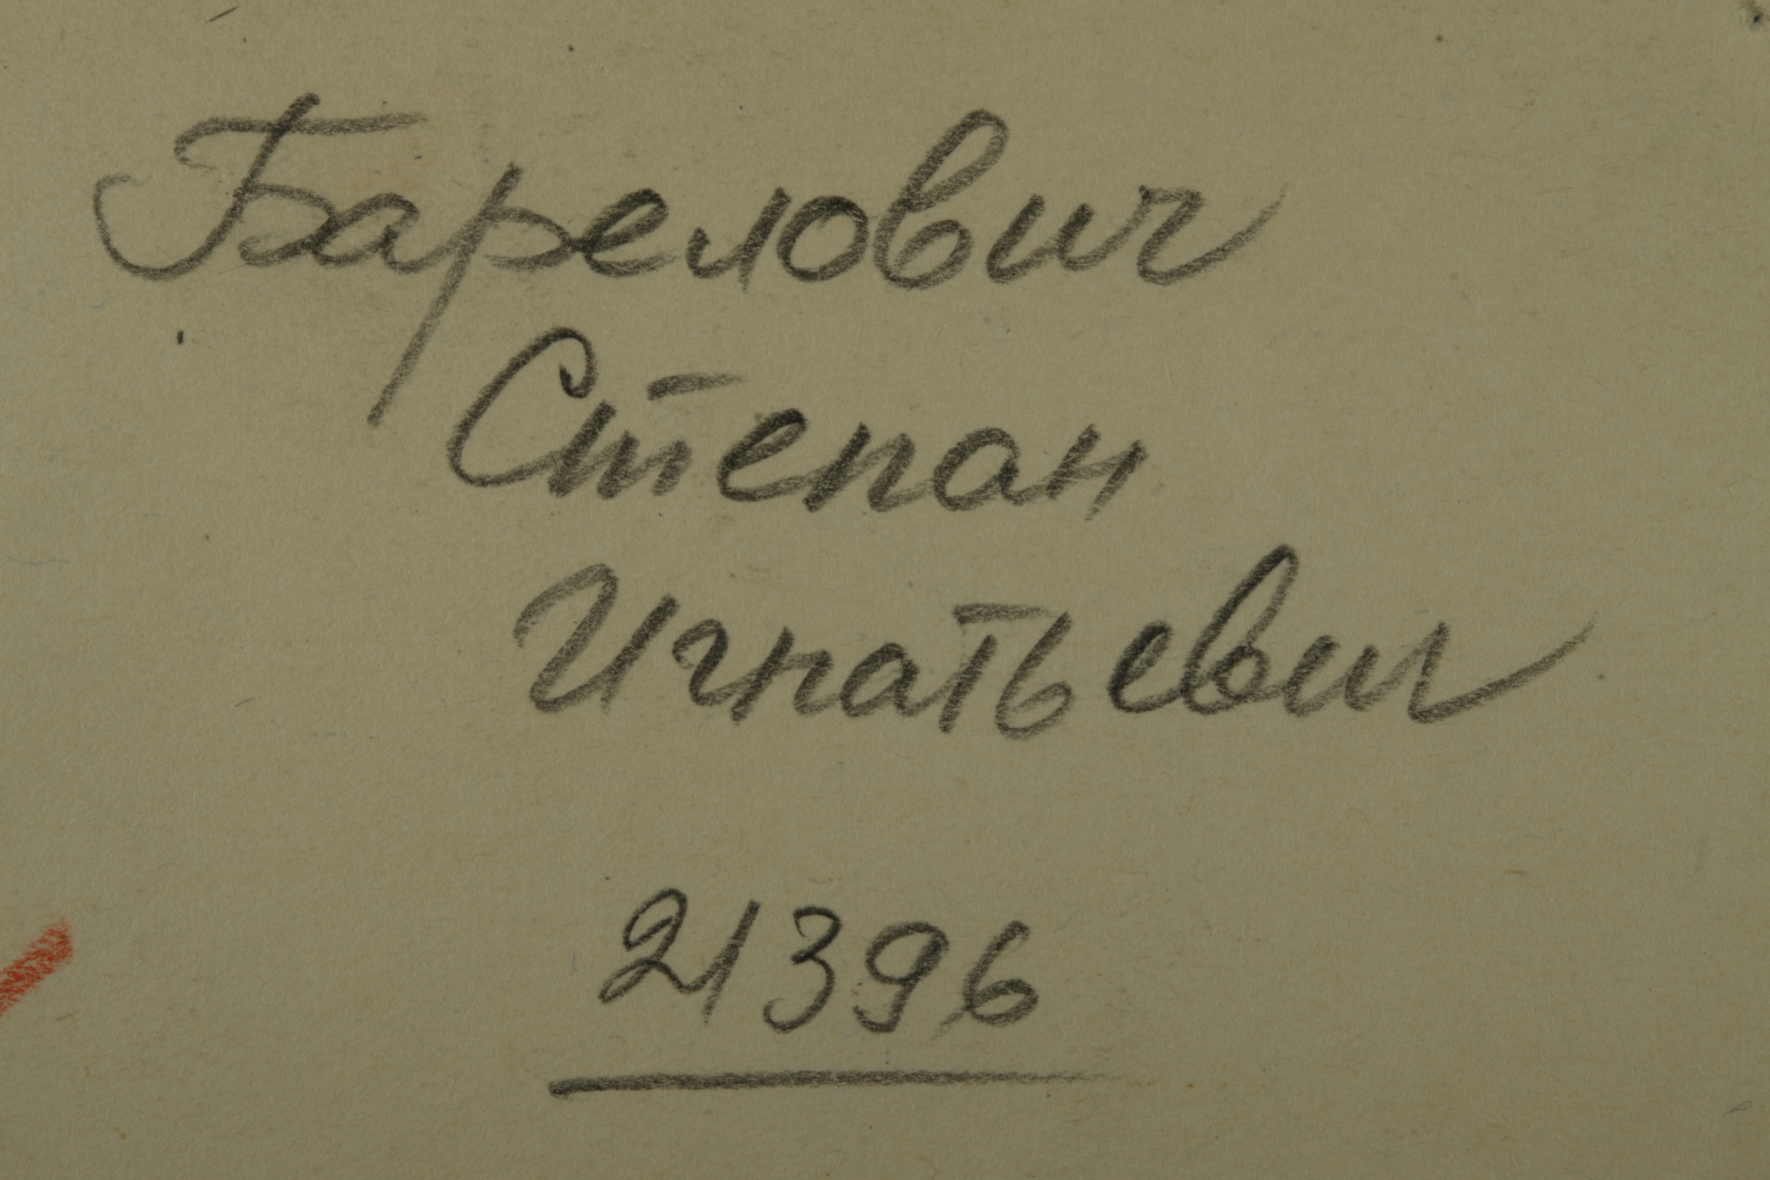 Барелович
Степан
Игнатьевич
21396